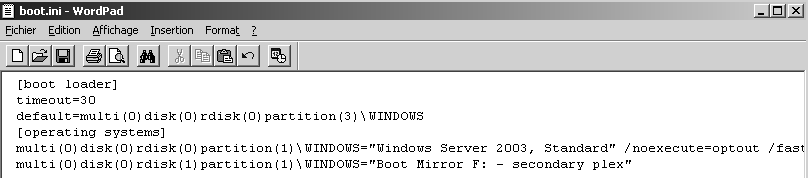 boot.ini - WordPad
Fichier Edition Affichage Insertion Format ?
[boot loader]
timeout=30
default=multi(0)disk(0)rdisk(0)partition(3)\WINDOWS
[operating systems]
multi(0)disk(0)rdisk(0)partition(1)\WINDOWS="Windows Server 2003, Standard" /noexecute=optout /fast
multi(0)disk(0)rdisk(1)partition(1)\WINDOWS="Boot Mirror F: - secondary plex"